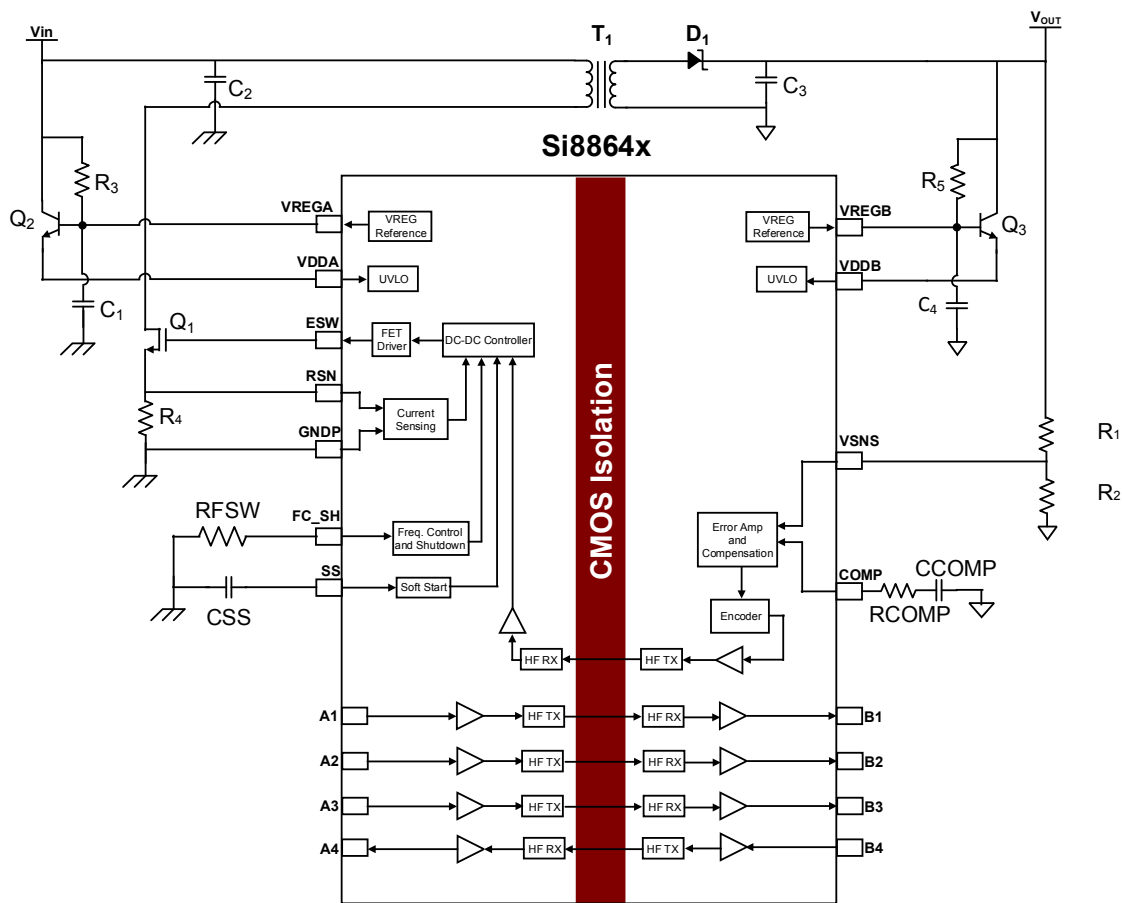 Vin
T1
D1
VOUT
C2
C3
Si8864x
R3
R5
Q2
VREGA
VREG
Reference
VREG
Reference
VREGB
Q3
VDDA
UVLO
UVLO
VDDB
C1
C4
Q1
ESW
FET
Driver
DC-DC Controller
RSN
R4
Current
Sensing
GNDP
CMOS Isolation
VSNS
R1
R2
RFSW
FC_SH
Freq. Control
and Shutdown
Error Amp
and
Compensation
SS
Soft Start
CSS
COMP
CCOMP
RCOMP
Encoder
HF RX
HF TX
A1
HF TX
HF RX
B1
A2
HF TX
HF RX
B2
A3
HF TX
HF RX
B3
A4
HF RX
HF TX
B4